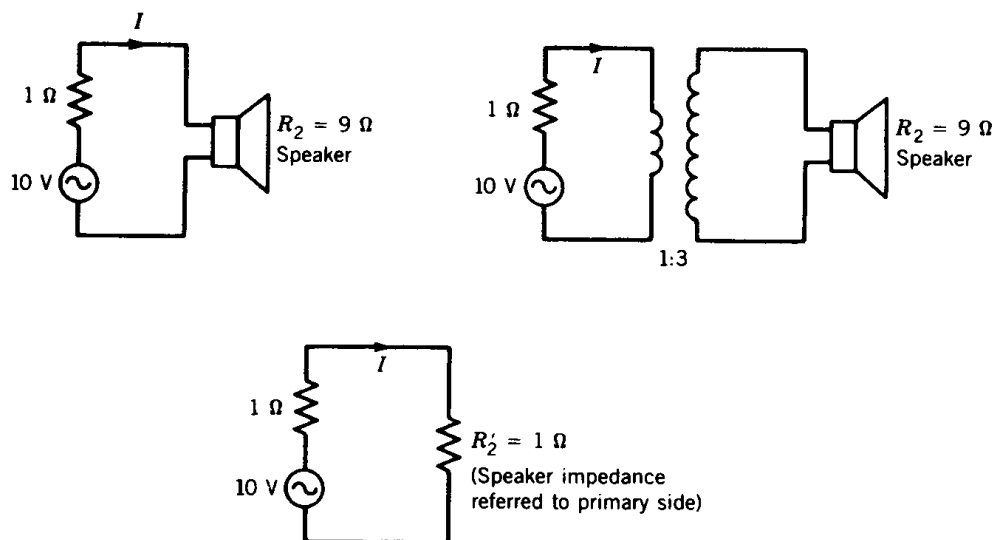 I
1 Ω
R₂ = 9 Ω
Speaker
10 V
I
1 Ω
R₂ = 9 Ω
Speaker
10 V
1:3
I
1 Ω
R₂′ = 1 Ω
(Speaker impedance
referred to primary side)
10 V